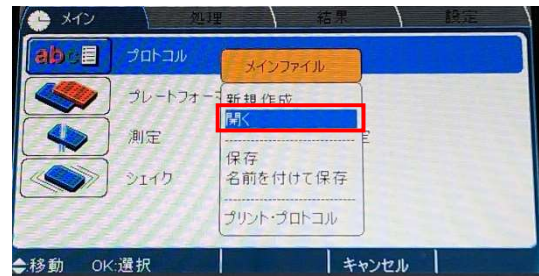 メイン
処理
結果
設定
abc
プロトコル
メインファイル
プレートフォー
新規作成
開く
測定
定
保存
シェイク
名前を付けて保存
プリント・プロトコル
移動 OK:選択
キャンセル